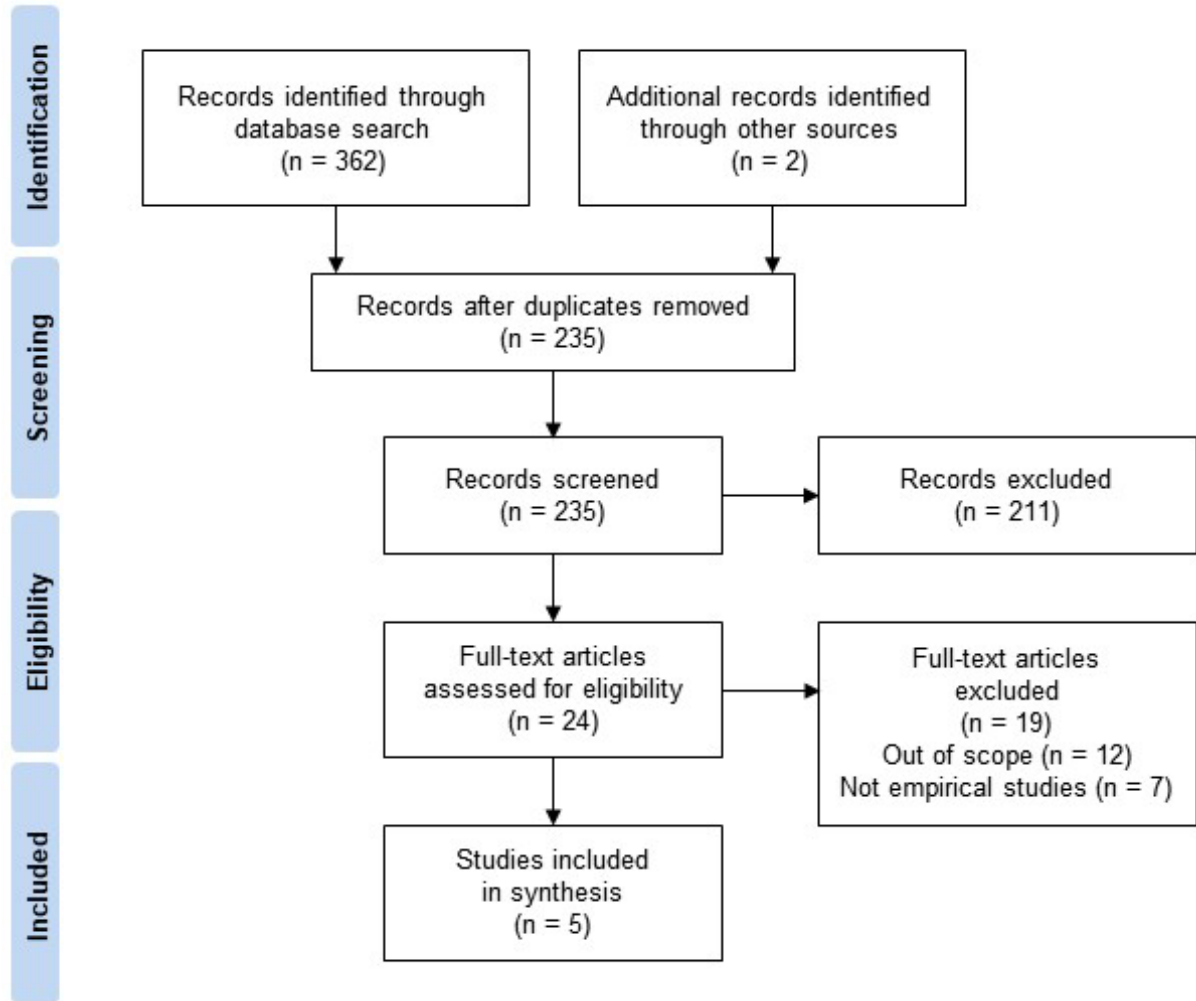 Identification
Records identified through
database search
(n = 362)
Additional records identified
through other sources
(n = 2)
Screening
Records after duplicates removed
(n = 235)
Records screened
(n = 235)
Records excluded
(n = 211)
Eligibility
Full-text articles
assessed for eligibility
(n = 24)
Full-text articles
excluded
(n = 19)
Out of scope (n = 12)
Not empirical studies (n = 7)
Included
Studies included
in synthesis
(n = 5)